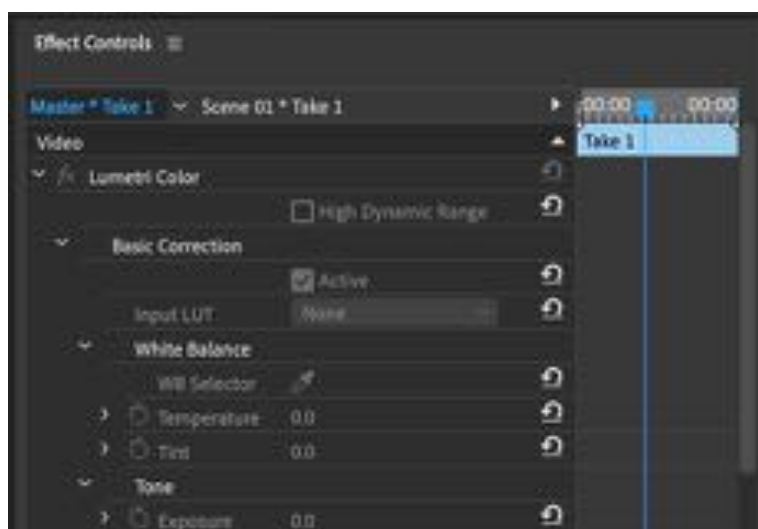 Effect Controls
Master * Take 1 Scene 01 * Take 1 00:00 00:00
Video Take 1
fx Lumetri Color
High Dynamic Range
Basic Correction
Active
Input LUT None
White Balance
WB Selector
Temperature 0.0
Tint 0.0
Tone
Exposure 0.0